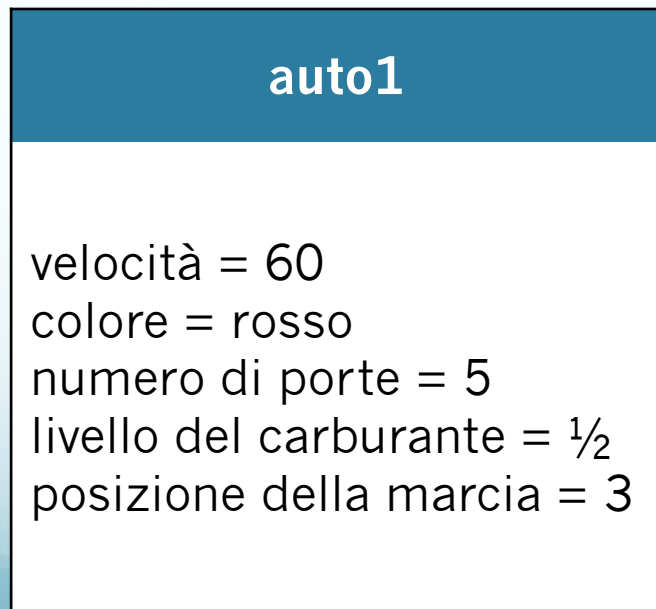 auto1
velocità = 60
colore = rosso
numero di porte = 5
livello del carburante = ½
posizione della marcia = 3